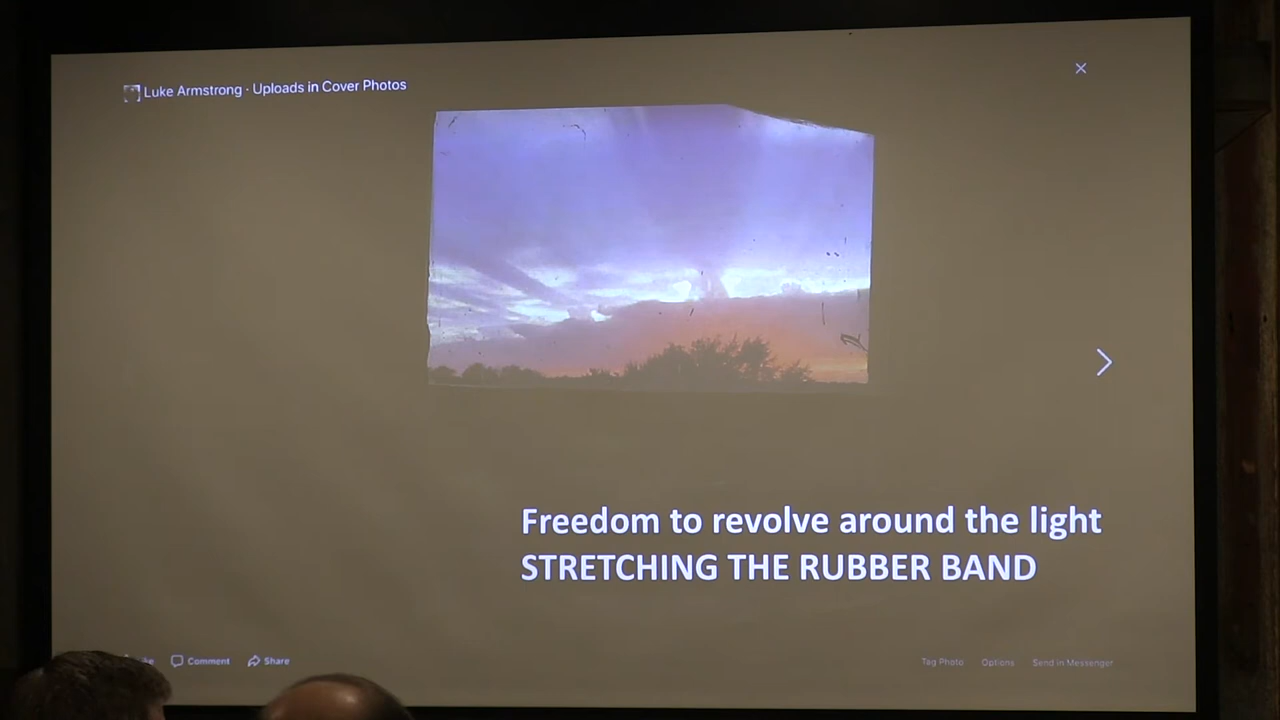 Luke Armstrong · Uploads in Cover Photos
Freedom to revolve around the light
STRETCHING THE RUBBER BAND
Comment
Share
Tag Photo
Options
Send in Messenger